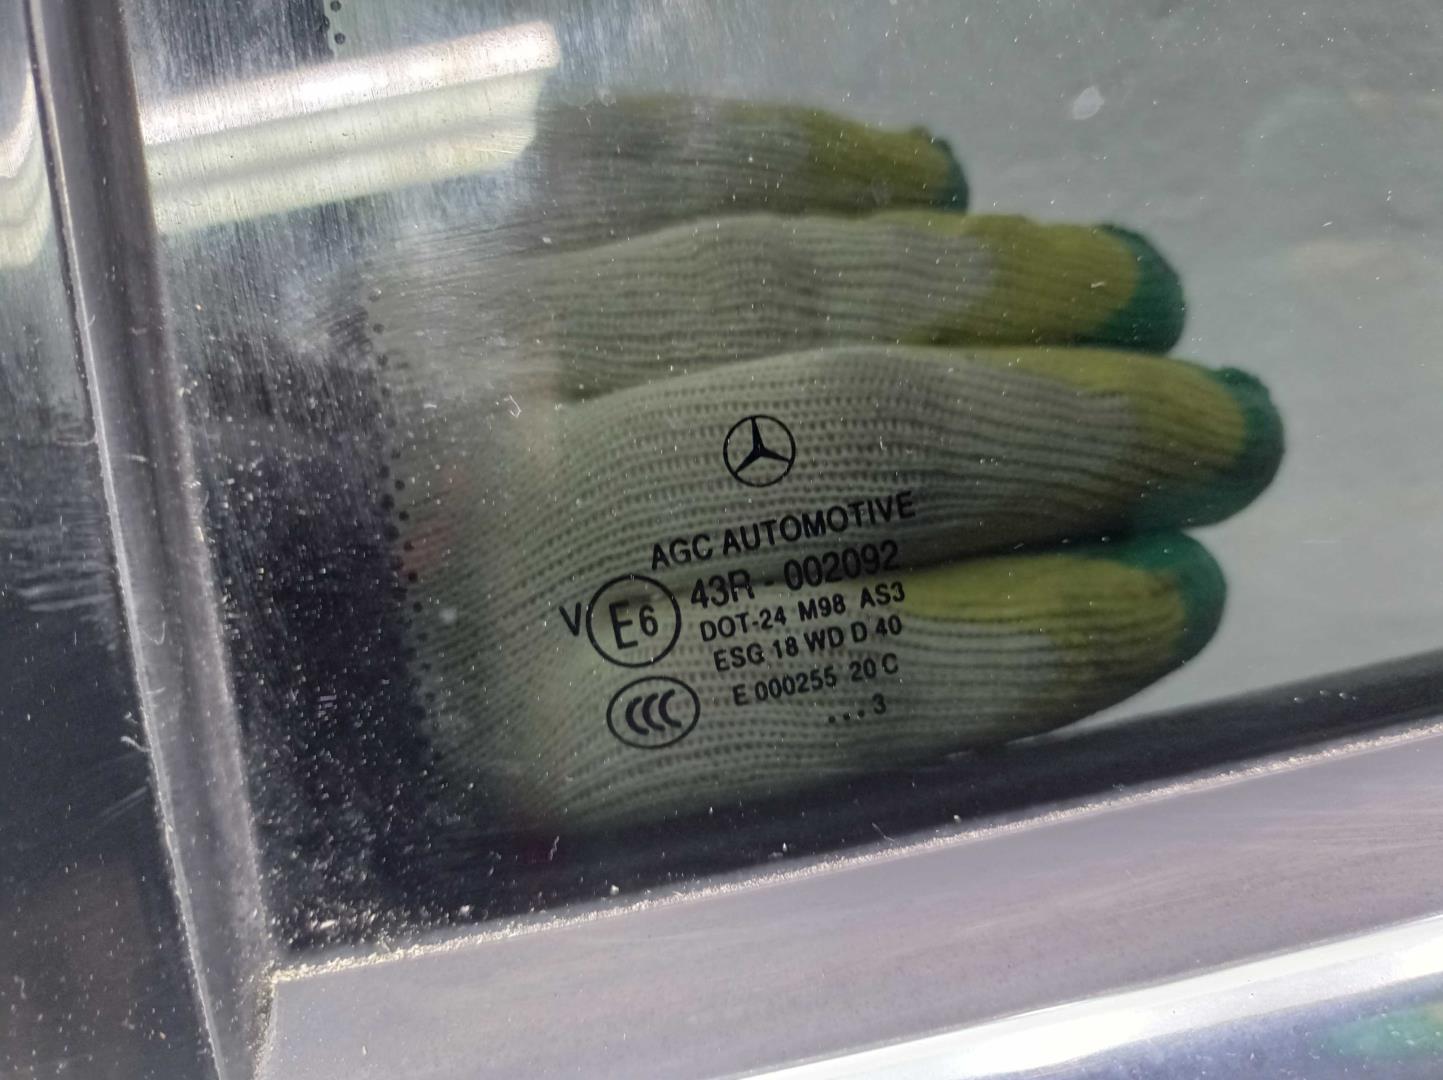 AGC AUTOMOTIVE
V E6 43R - 002092
DOT-24 M98 AS3
ESG 18 WD D 40
CCC E 000255 20 C
...3